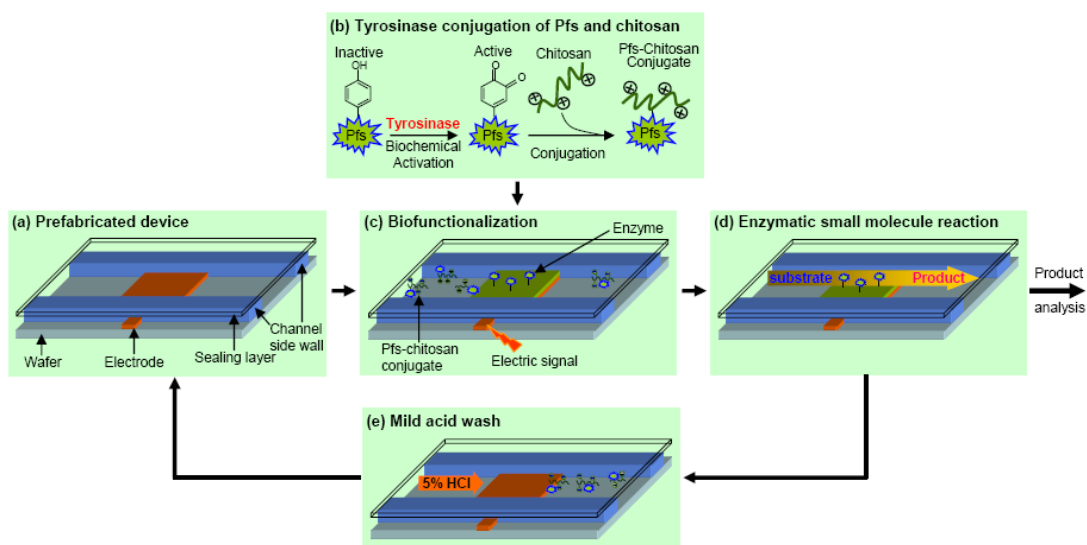 (b) Tyrosinase conjugation of Pfs and chitosan
Inactive
OH
Pfs
Tyrosinase
Biochemical
Activation
Active
O
O
Pfs
Chitosan
Conjugation
Pfs-Chitosan
Conjugate
Pfs
(a) Prefabricated device
Wafer
Electrode
Sealing layer
Channel
side wall
(c) Biofunctionalization
Enzyme
Pfs-chitosan
conjugate
Electric signal
(d) Enzymatic small molecule reaction
substrate
Product
Product
analysis
(e) Mild acid wash
5% HCl